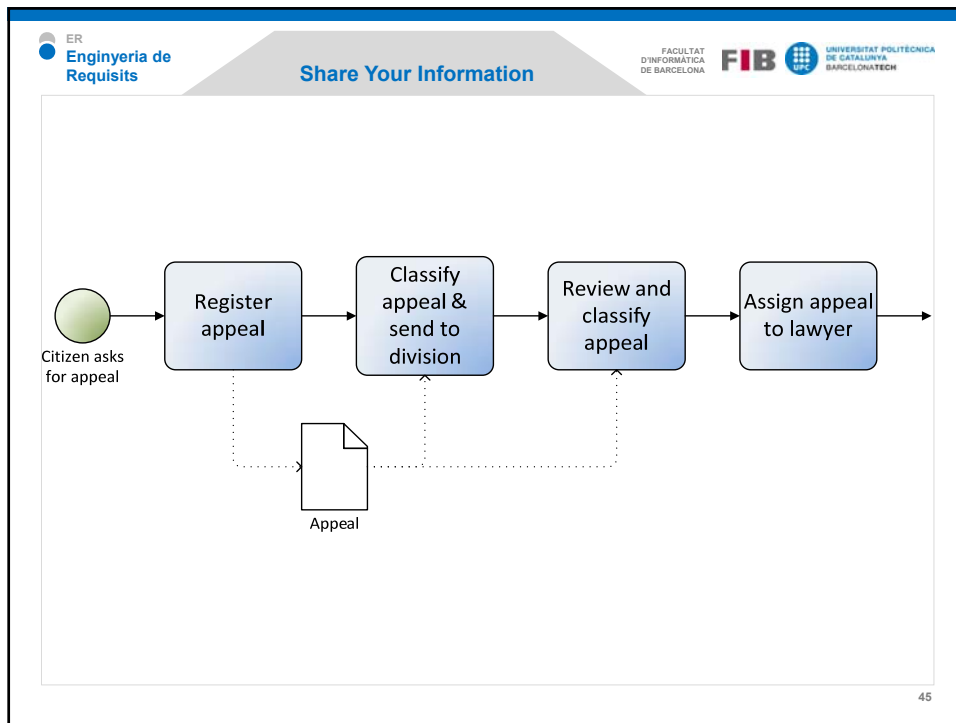 ER
Enginyeria de
Requisits
Share Your Information
FACULTAT
D'INFORMÀTICA
DE BARCELONA
FIB
UPC
UNIVERSITAT POLITÈCNICA
DE CATALUNYA
BARCELONATECH
Citizen asks
for appeal
Register
appeal
Classify
appeal &
send to
division
Review and
classify
appeal
Assign appeal
to lawyer
Appeal
45